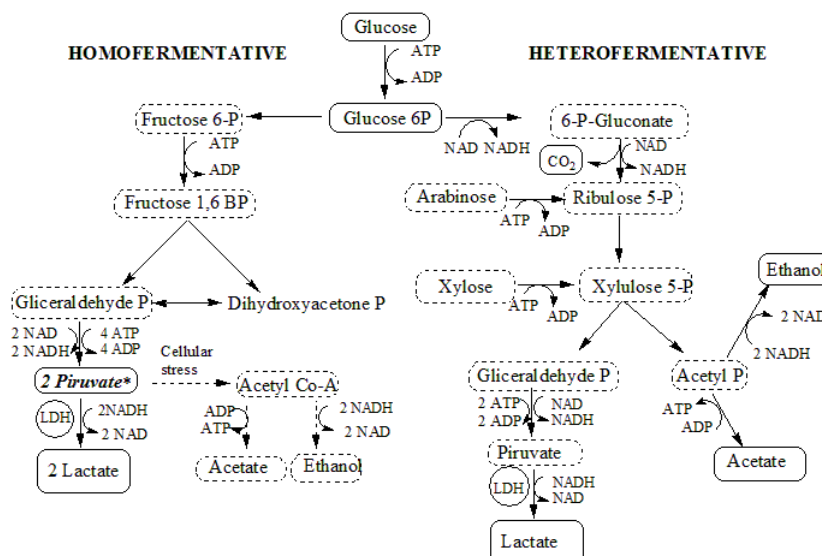 Glucose
HOMOFERMENTATIVE
ATP
HETEROFERMENTATIVE
ADP
Fructose 6-P
Glucose 6P
6-P-Gluconate
ATP
NAD NADH
NAD
CO2
ADP
NADH
Arabinose
Ribulose 5-P
Fructose 1,6 BP
ATP
ADP
Ethanol
Xylose
Xylulose 5-P
Gliceraldehyde P
Dihydroxyacetone P
ATP
ADP
2 NAD
2 NAD
4 ATP
2 NADH
4 ADP
Cellular
stress
2 NADH
Gliceraldehyde P
Acetyl P
2 Piruvate*
Acetyl Co-A
2 ATP
NAD
ATP
2 ADP
NADH
ADP
LDH
2NADH
ADP
2 NADH
2 NAD
ATP
2 NAD
Piruvate
Acetate
2 Lactate
Acetate
Ethanol
LDH
NADH
NAD
Lactate